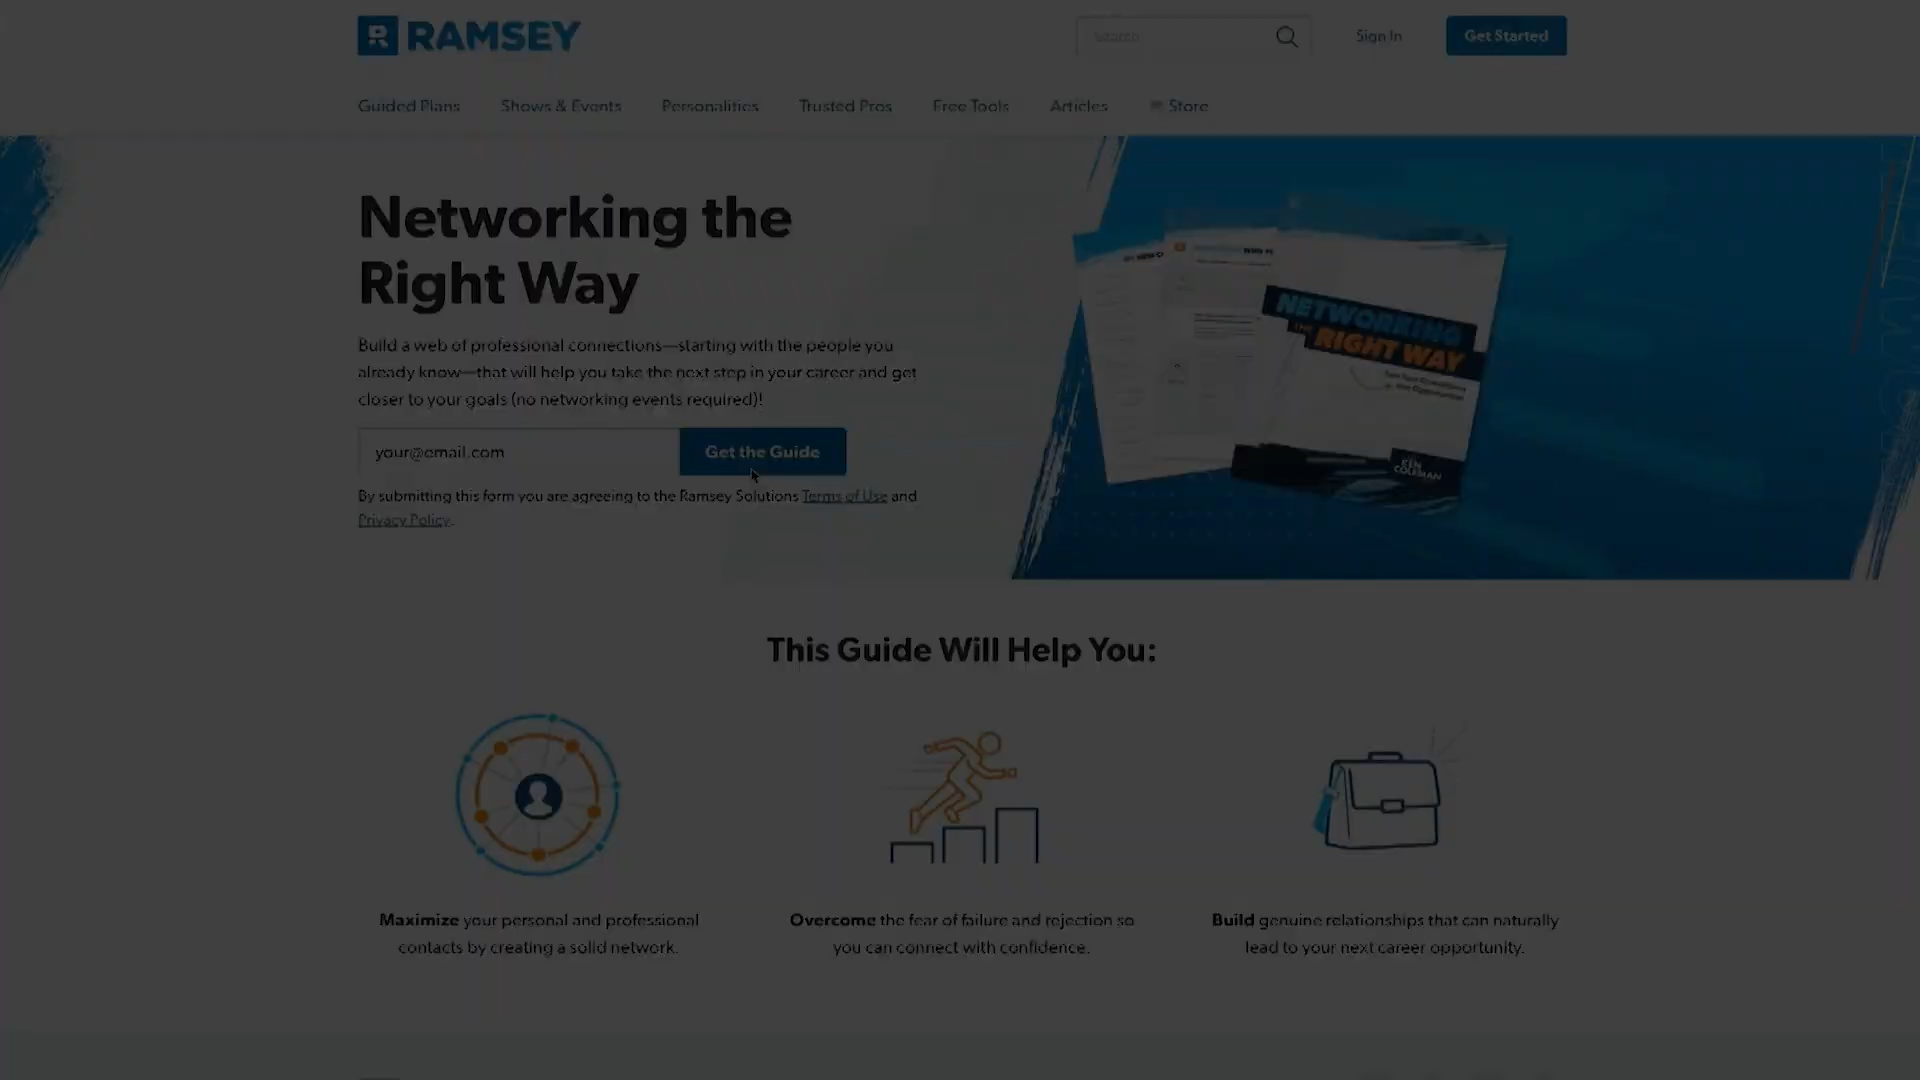 RAMSEY
Search
Sign In
Get Started
Guided Plans
Shows & Events
Personalities
Trusted Pros
Free Tools
Articles
Store
Networking the
Right Way
Build a web of professional connections—starting with the people you
already know—that will help you take the next step in your career and get
closer to your goals (no networking events required)!
your@email.com
Get the Guide
By submitting this form you are agreeing to the Ramsey Solutions Terms of Use and
Privacy Policy.
NETWORKING
THE RIGHT WAY
KEN
COLEMAN
This Guide Will Help You:
Maximize your personal and professional
contacts by creating a solid network.
Overcome the fear of failure and rejection so
you can connect with confidence.
Build genuine relationships that can naturally
lead to your next career opportunity.